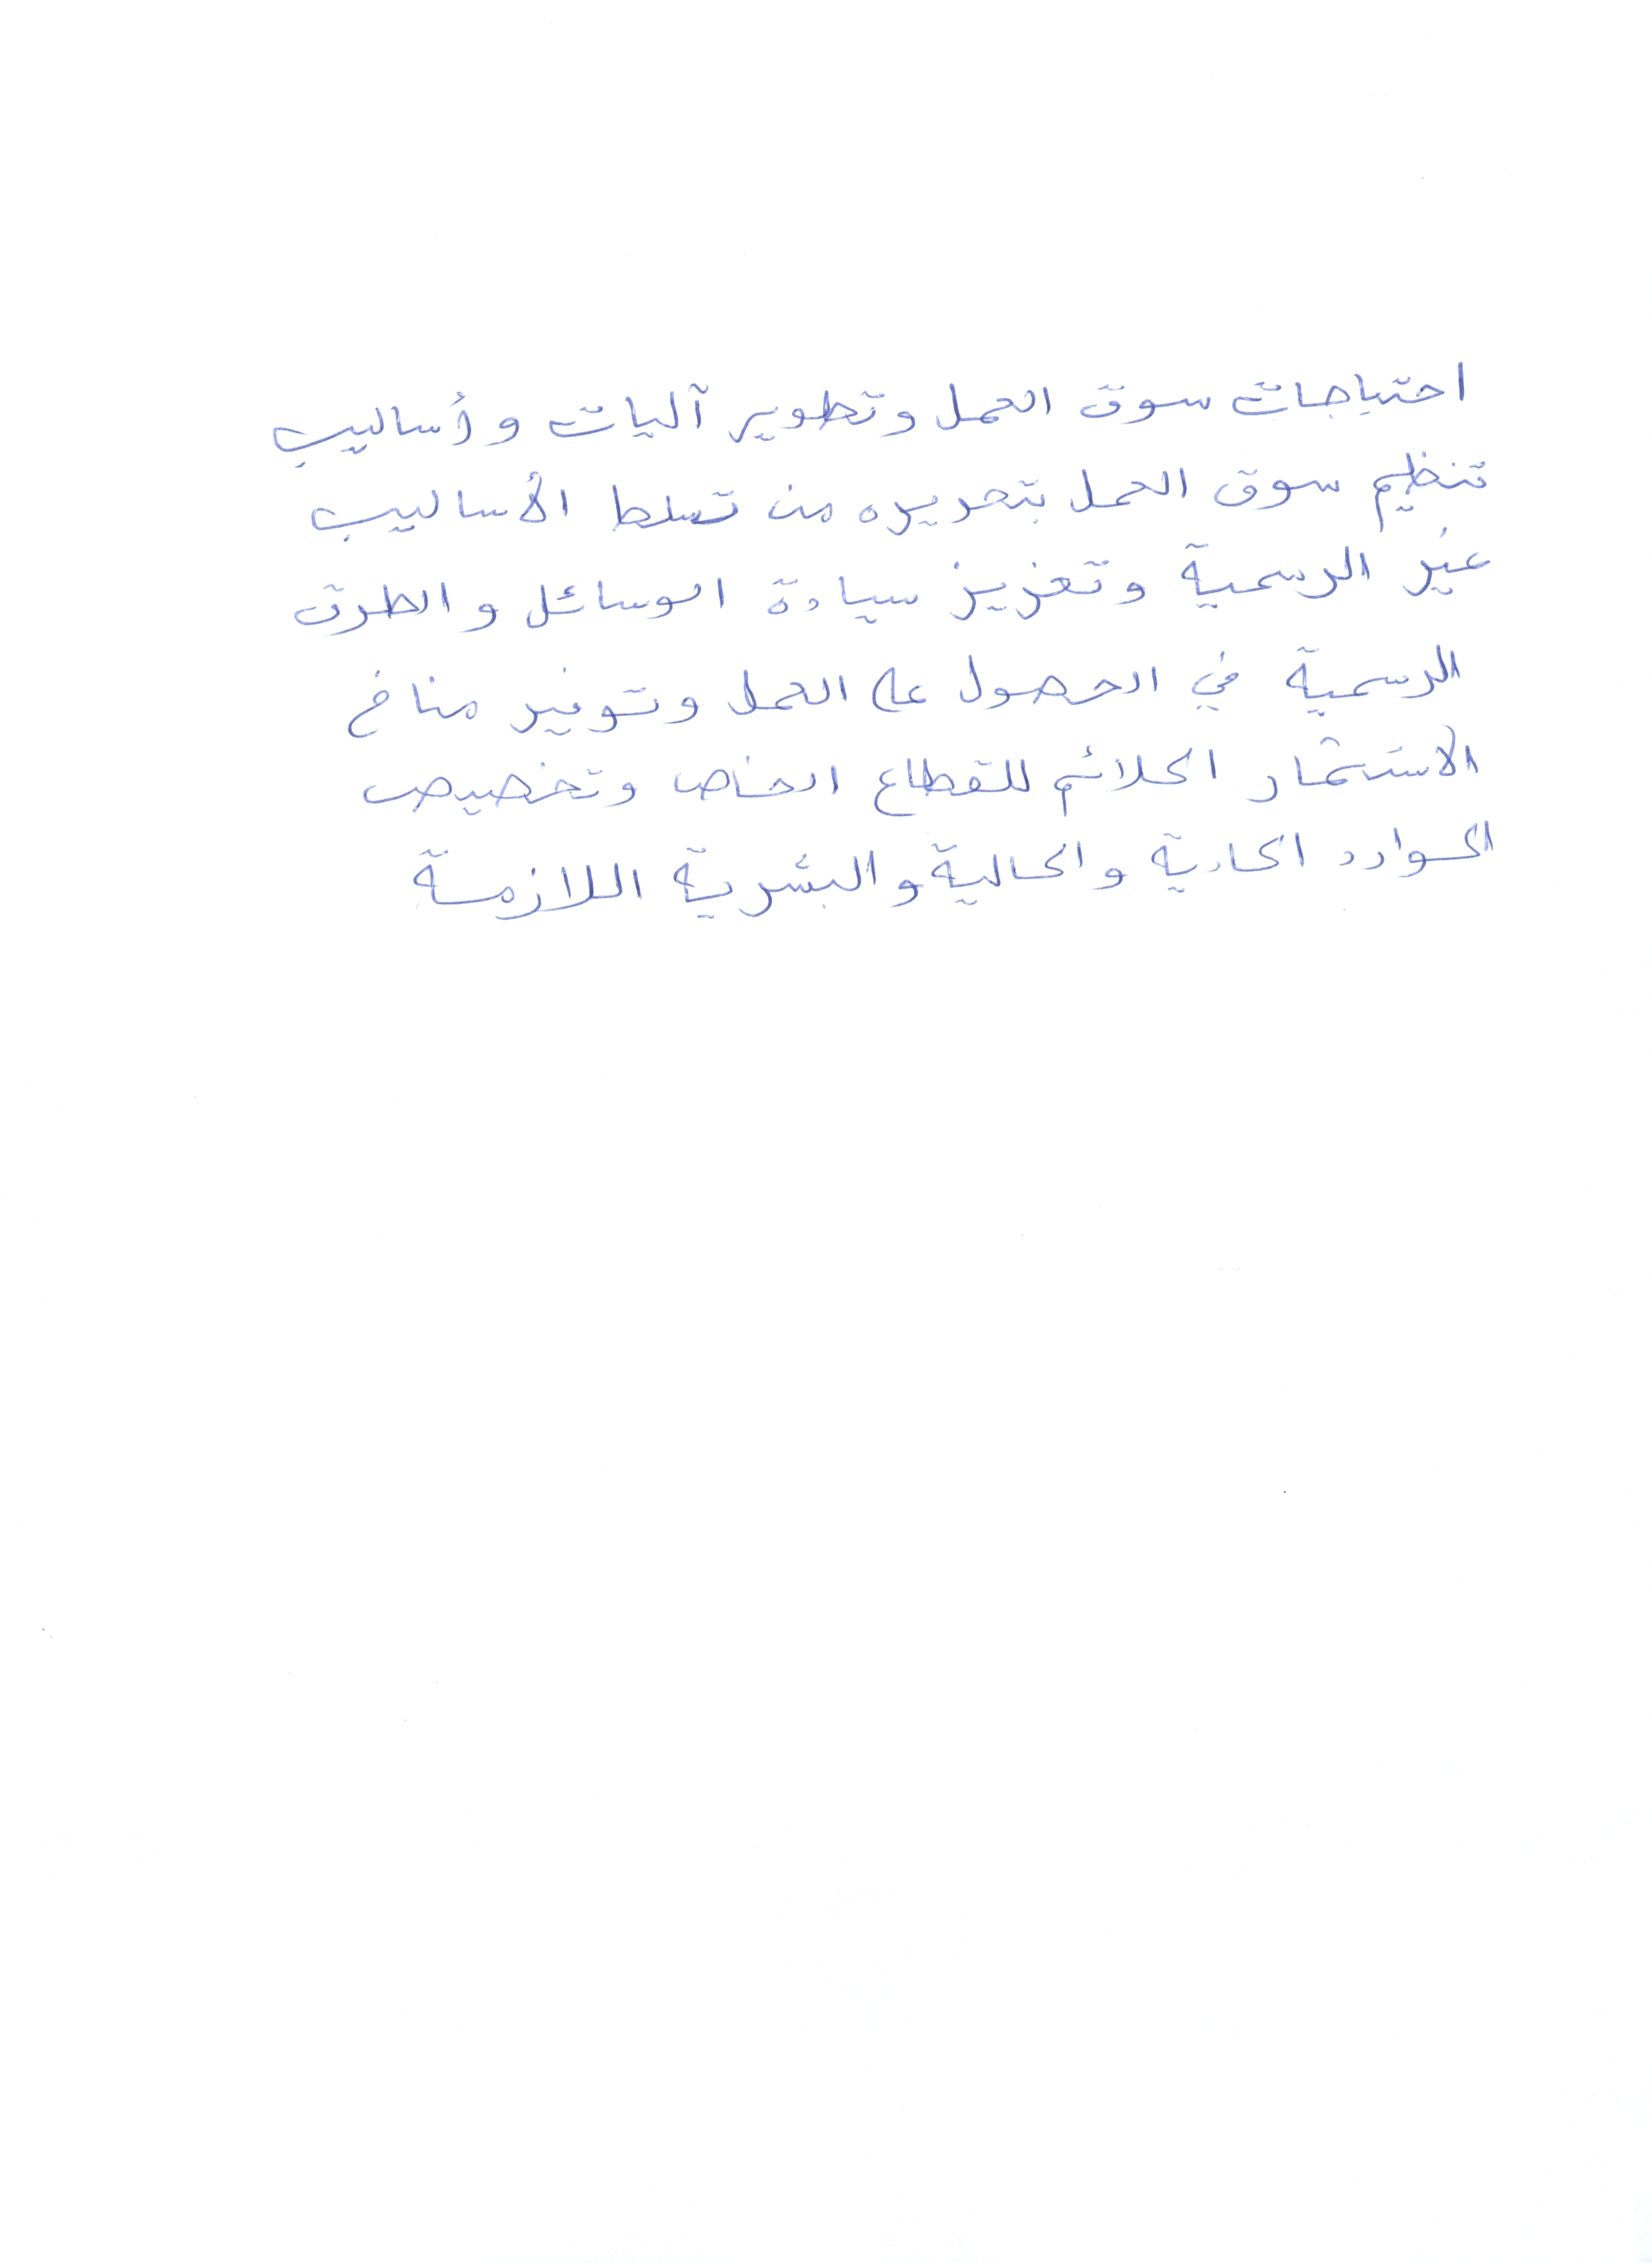 احتياجات سوق العمل وتطوير آليات وأساليب
تنظيم سوق العمل بتحريره من تسلط الأساليب
غير الرسمية وتعزيز سيادة الوسائل والطرق
الرسمية في الحصول على العمل وتوفير مناخ
الاستثمار الملائم للقطاع الخاص وتخصيص
الموارد المادية والمالية والبشرية اللازمة